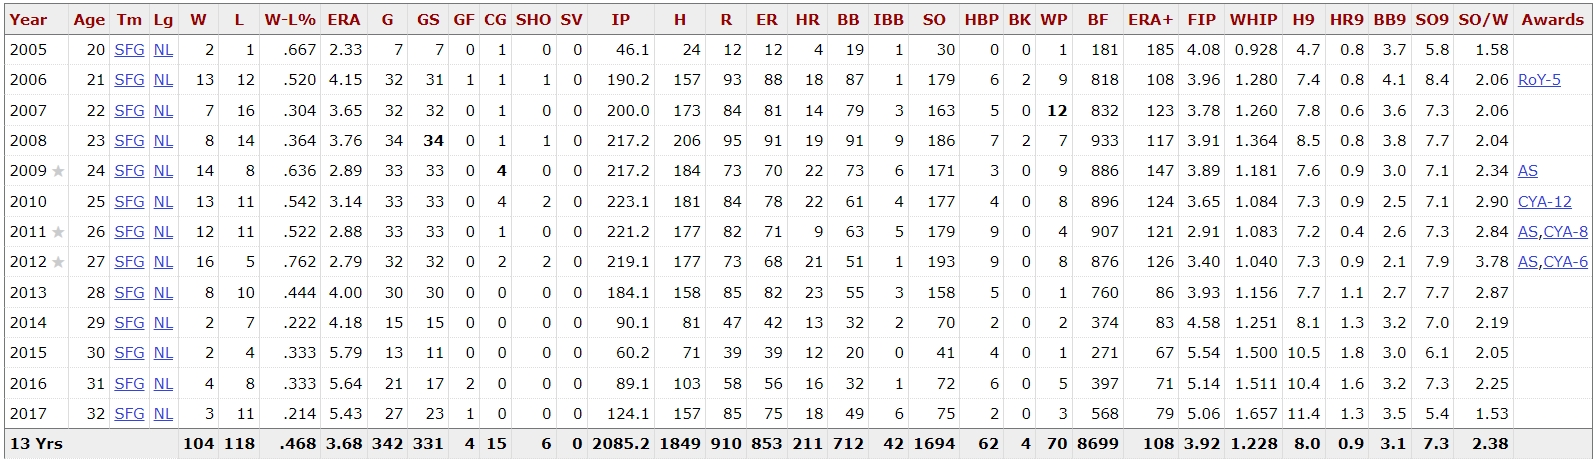 Year Age Tm Lg W L W-L% ERA G GS GF CG SHO SV IP H R ER HR BB IBB SO HBP BK WP BF ERA+ FIP WHIP H9 HR9 BB9 SO9 SO/W Awards
2005 20 SFG NL 2 1 .667 2.33 7 7 0 1 0 0 46.1 24 12 12 4 19 1 30 0 0 1 181 185 4.08 0.928 4.7 0.8 3.7 5.8 1.58
2006 21 SFG NL 13 12 .520 4.15 32 31 1 1 1 0 190.2 157 93 88 18 87 1 179 6 2 9 818 108 3.96 1.280 7.4 0.8 4.1 8.4 2.06 RoY-5
2007 22 SFG NL 7 16 .304 3.65 32 32 0 1 0 0 200.0 173 84 81 14 79 3 163 5 0 12 832 123 3.78 1.260 7.8 0.6 3.6 7.3 2.06
2008 23 SFG NL 8 14 .364 3.76 34 34 0 1 1 0 217.2 206 95 91 19 91 9 186 7 2 7 933 117 3.91 1.364 8.5 0.8 3.8 7.7 2.04
2009 ★ 24 SFG NL 14 8 .636 2.89 33 33 0 4 0 0 217.2 184 73 70 22 73 6 171 3 0 9 886 147 3.89 1.181 7.6 0.9 3.0 7.1 2.34 AS
2010 25 SFG NL 13 11 .542 3.14 33 33 0 4 2 0 223.1 181 84 78 22 61 4 177 4 0 8 896 124 3.65 1.084 7.3 0.9 2.5 7.1 2.90 CYA-12
2011 ★ 26 SFG NL 12 11 .522 2.88 33 33 0 1 0 0 221.2 177 82 71 9 63 5 179 9 0 4 907 121 2.91 1.083 7.2 0.4 2.6 7.3 2.84 AS,CYA-8
2012 ★ 27 SFG NL 16 5 .762 2.79 32 32 0 2 2 0 219.1 177 73 68 21 51 1 193 9 0 8 876 126 3.40 1.040 7.3 0.9 2.1 7.9 3.78 AS,CYA-6
2013 28 SFG NL 8 10 .444 4.00 30 30 0 0 0 0 184.1 158 85 82 23 55 3 158 5 0 1 760 86 3.93 1.156 7.7 1.1 2.7 7.7 2.87
2014 29 SFG NL 2 7 .222 4.18 15 15 0 0 0 0 90.1 81 47 42 13 32 2 70 2 0 2 374 83 4.58 1.251 8.1 1.3 3.2 7.0 2.19
2015 30 SFG NL 2 4 .333 5.79 13 11 0 0 0 0 60.2 71 39 39 12 20 0 41 4 0 1 271 67 5.54 1.500 10.5 1.8 3.0 6.1 2.05
2016 31 SFG NL 4 8 .333 5.64 21 17 2 0 0 0 89.1 103 58 56 16 32 1 72 6 0 5 397 71 5.14 1.511 10.4 1.6 3.2 7.3 2.25
2017 32 SFG NL 3 11 .214 5.43 27 23 1 0 0 0 124.1 157 85 75 18 49 6 75 2 0 3 568 79 5.06 1.657 11.4 1.3 3.5 5.4 1.53
13 Yrs 104 118 .468 3.68 342 331 4 15 6 0 2085.2 1849 910 853 211 712 42 1694 62 4 70 8699 108 3.92 1.228 8.0 0.9 3.1 7.3 2.38